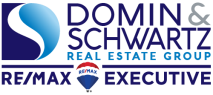 DOMIN &
SCHWARTZ
REAL ESTATE GROUP
RE/MAX RE/MAX EXECUTIVE